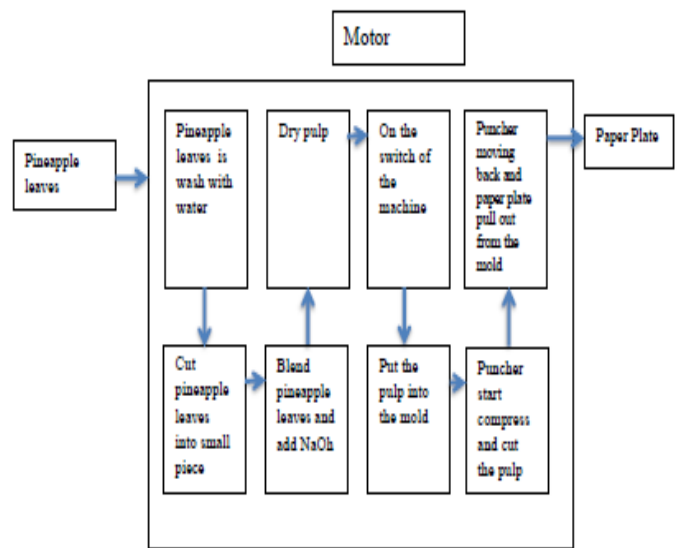 Motor
Pineapple
leaves
Pineapple
leaves is
wash with
water
Cut
pineapple
leaves
into small
piece
Blend
pineapple
leaves and
add NaOh
Dry pulp
On the
switch of
the
machine
Put the
pulp into
the mold
Puncher
start
compress
and cut
the pulp
Puncher
moving
back and
paper plate
pull out
from the
mold
Paper Plate